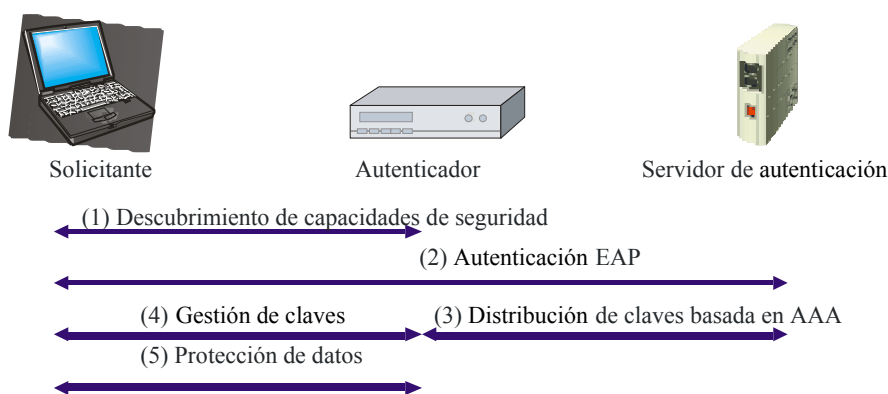 Solicitante
Autenticador
Servidor de autenticación
(1) Descubrimiento de capacidades de seguridad
(2) Autenticación EAP
(4) Gestión de claves
(3) Distribución de claves basada en AAA
(5) Protección de datos